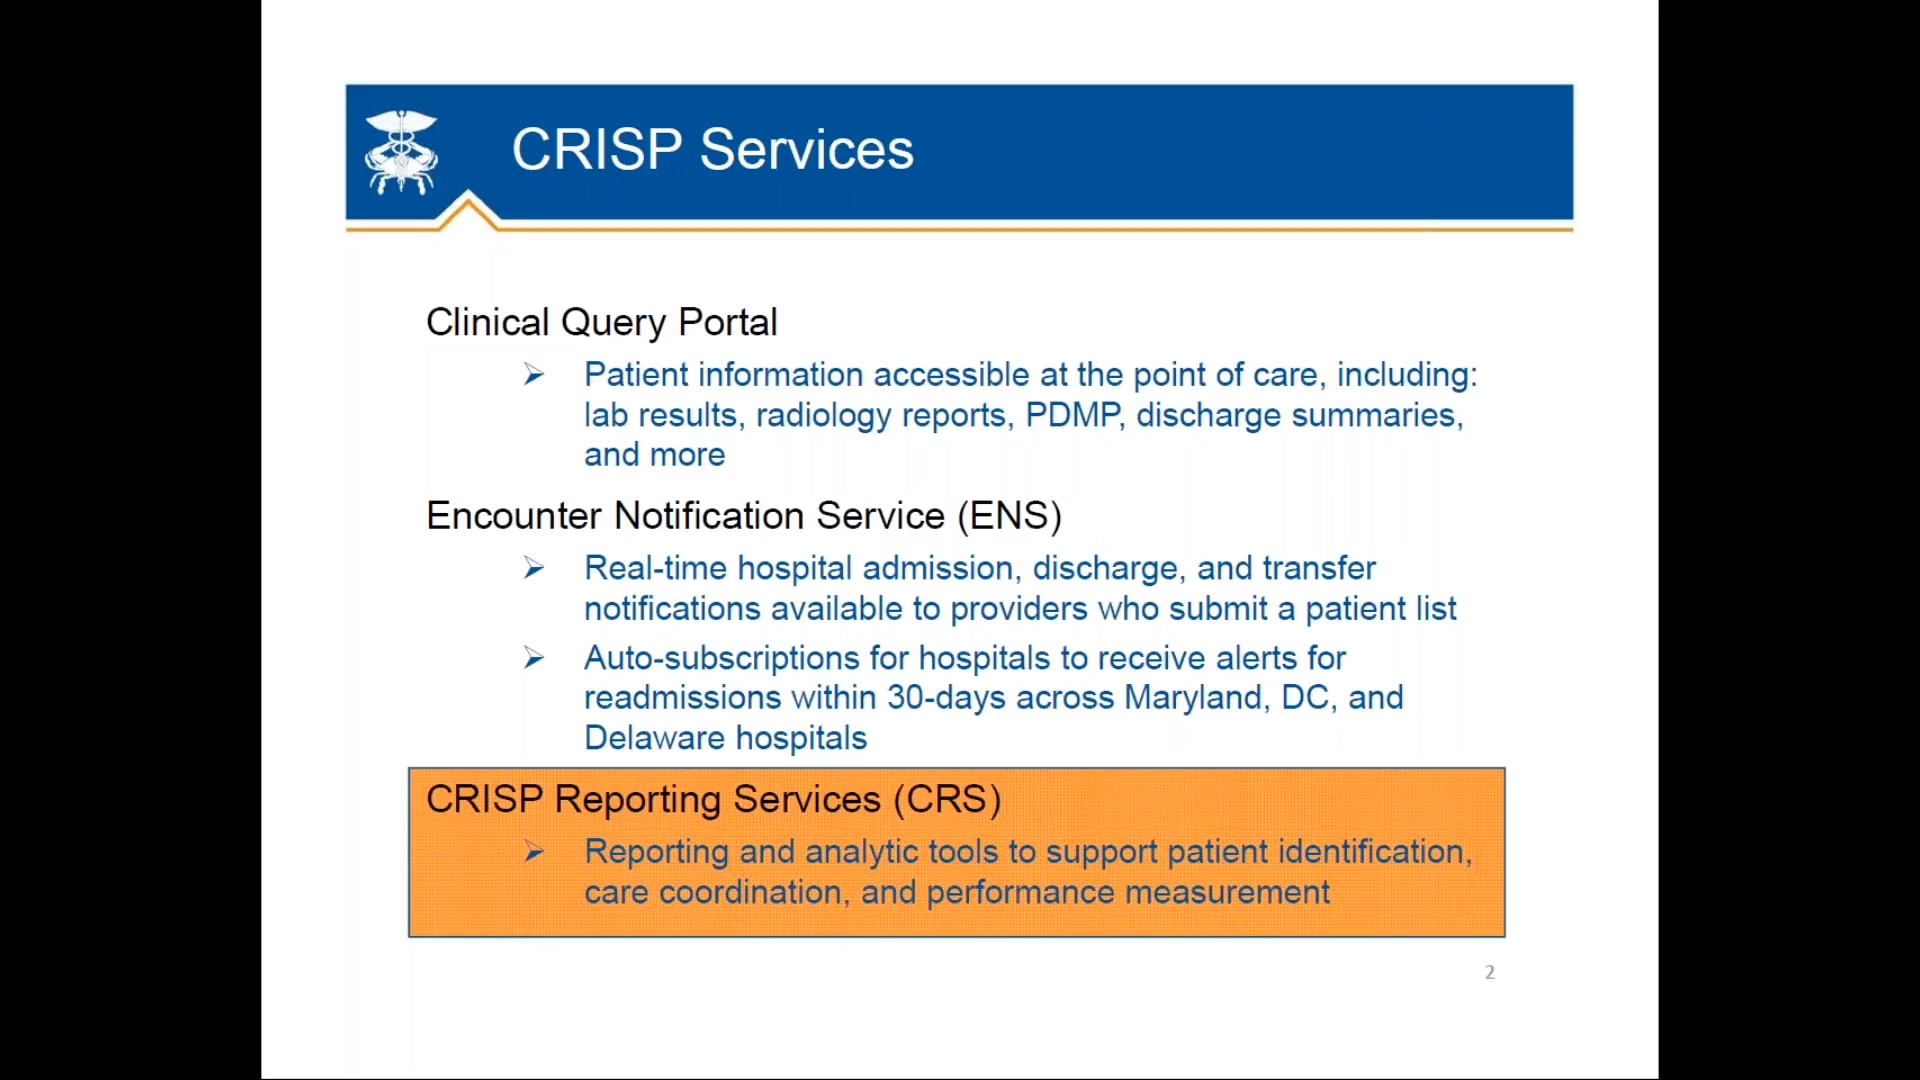 CRISP Services
Clinical Query Portal
➢ Patient information accessible at the point of care, including:
lab results, radiology reports, PDMP, discharge summaries,
and more
Encounter Notification Service (ENS)
➢ Real-time hospital admission, discharge, and transfer
notifications available to providers who submit a patient list
➢ Auto-subscriptions for hospitals to receive alerts for
readmissions within 30-days across Maryland, DC, and
Delaware hospitals
CRISP Reporting Services (CRS)
➢ Reporting and analytic tools to support patient identification,
care coordination, and performance measurement
2